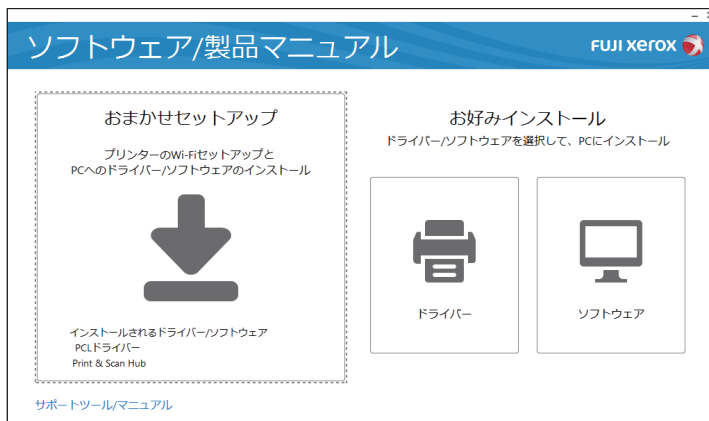 ソフトウェア/製品マニュアル
FUJI xerox
おまかせセットアップ
プリンターのWi-Fiセットアップと
PCへのドライバー/ソフトウェアのインストール
インストールされるドライバー/ソフトウェア
PCLドライバー
Print & Scan Hub
お好みインストール
ドライバー/ソフトウェアを選択して、PCにインストール
ドライバー
ソフトウェア
サポートツール/マニュアル